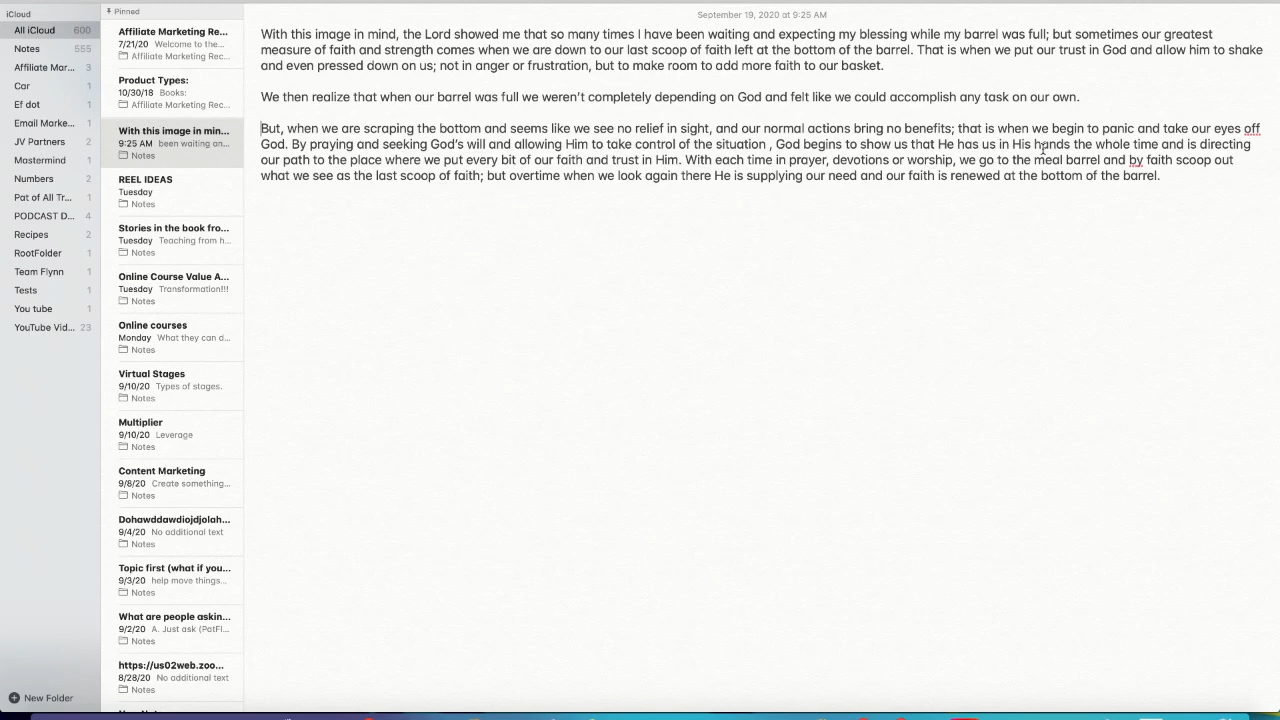 iCloud
All iCloud 600
Notes 555
Affiliate Mar... 3
Car 1
Ef dot 1
Email Marke... 1
JV Partners 2
Mastermind 1
Numbers 2
Pat of All Tr... 1
PODCAST D... 4
Recipes 1
RootFolder 1
Team Flynn 1
Tests 1
You tube 1
YouTube Vid... 23
New Folder
Pinned
Affiliate Marketing Rec...
7/21/20 Welcome to the...
Affiliate Marketing Rec...
Product Types:
10/30/18 Books:
Affiliate Marketing Rec...
With this image in min...
9:25 AM been waiting an...
Notes
REEL IDEAS
Tuesday
Notes
Stories in the book fro...
Tuesday Teaching from h...
Notes
Online Course Value A...
Tuesday Transformation!!!
Notes
Online courses
Monday What they can d...
Notes
Virtual Stages
9/10/20 Types of stages.
Notes
Multiplier
9/10/20 Leverage
Notes
Content Marketing
9/8/20 Create something...
Notes
Dohawddawdiojdjolah...
9/4/20 No additional text
Notes
Topic first (what if you...
9/3/20 help move things...
Notes
What are people askin...
9/2/20 A. Just ask (PatFl...
Notes
https://us02web.zoo...
8/28/20 No additional text
Notes
September 19, 2020 at 9:25 AM
With this image in mind, the Lord showed me that so many times I have been waiting and expecting my blessing while my barrel was full; but sometimes our greatest
measure of faith and strength comes when we are down to our last scoop of faith left at the bottom of the barrel. That is when we put our trust in God and allow him to shake
and even pressed down on us; not in anger or frustration, but to make room to add more faith to our basket.
We then realize that when our barrel was full we weren't completely depending on God and felt like we could accomplish any task on our own.
But, when we are scraping the bottom and seems like we see no relief in sight, and our normal actions bring no benefits; that is when we begin to panic and take our eyes off
God. By praying and seeking God's will and allowing Him to take control of the situation , God begins to show us that He has us in His hands the whole time and is directing
our path to the place where we put every bit of our faith and trust in Him. With each time in prayer, devotions or worship, we go to the meal barrel and by faith scoop out
what we see as the last scoop of faith; but overtime when we look again there He is supplying our need and our faith is renewed at the bottom of the barrel.